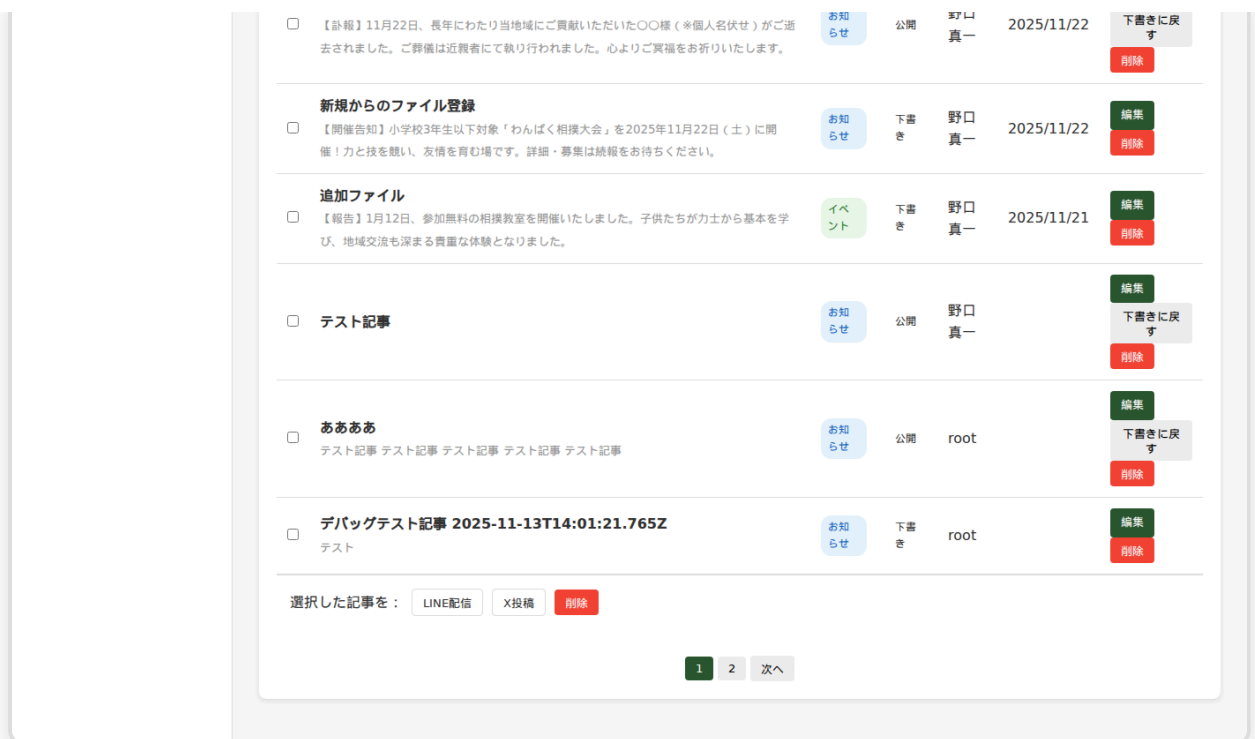 【訃報】11月22日、長年にわたり当地域にご貢献いただいた〇〇様（※個人名伏せ）がご逝
去されました。ご葬儀は近親者にて執り行われました。心よりご冥福をお祈りいたします。
お知
らせ
公開
野口
真一
2025/11/22
下書きに戻
す
削除
新規からのファイル登録
【開催告知】小学校3年生以下対象「わんぱく相撲大会」を2025年11月22日（土）に開
催！力と技を競い、友情を育む場です。詳細・募集は続報をお待ちください。
お知
らせ
下書
き
野口
真一
2025/11/22
編集
削除
追加ファイル
【報告】1月12日、参加無料の相撲教室を開催いたしました。子供たちが力士から基本を学
び、地域交流も深まる貴重な体験となりました。
イベ
ント
下書
き
野口
真一
2025/11/21
編集
削除
テスト記事
お知
らせ
公開
野口
真一
編集
下書きに戻
す
削除
ああああ
テスト記事 テスト記事 テスト記事 テスト記事 テスト記事
お知
らせ
公開
root
編集
下書きに戻
す
削除
デバッグテスト記事 2025-11-13T14:01:21.765Z
テスト
お知
らせ
下書
き
root
編集
削除
選択した記事を： LINE配信 X投稿 削除
1 2 次へ